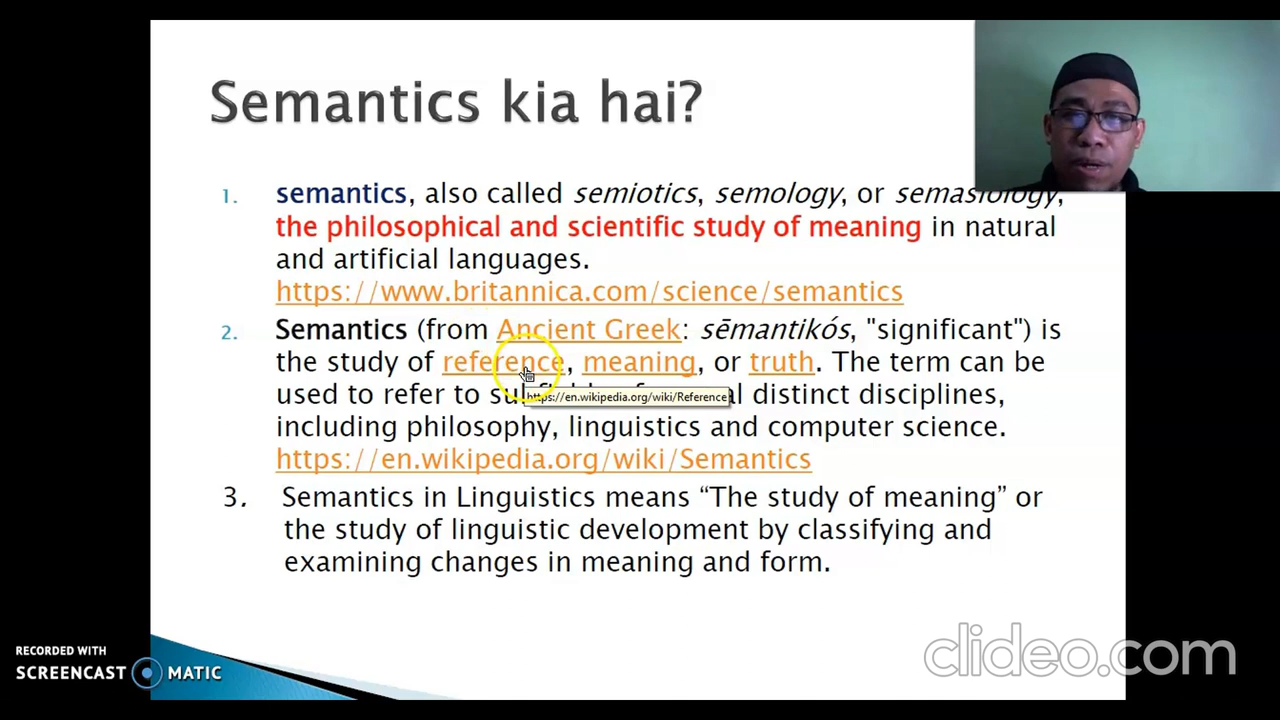 Semantics kia hai?
1. semantics, also called semiotics, semology, or semasiology,
the philosophical and scientific study of meaning in natural
and artificial languages.
https://www.britannica.com/science/semantics
2. Semantics (from Ancient Greek: sēmantikós, "significant") is
the study of reference, meaning, or truth. The term can be
used to refer to distinct disciplines,
https://en.wikipedia.org/wiki/Reference
including philosophy, linguistics and computer science.
https://en.wikipedia.org/wiki/Semantics
3. Semantics in Linguistics means “The study of meaning” or
the study of linguistic development by classifying and
examining changes in meaning and form.
RECORDED WITH
SCREENCAST MATIC
clideo.com